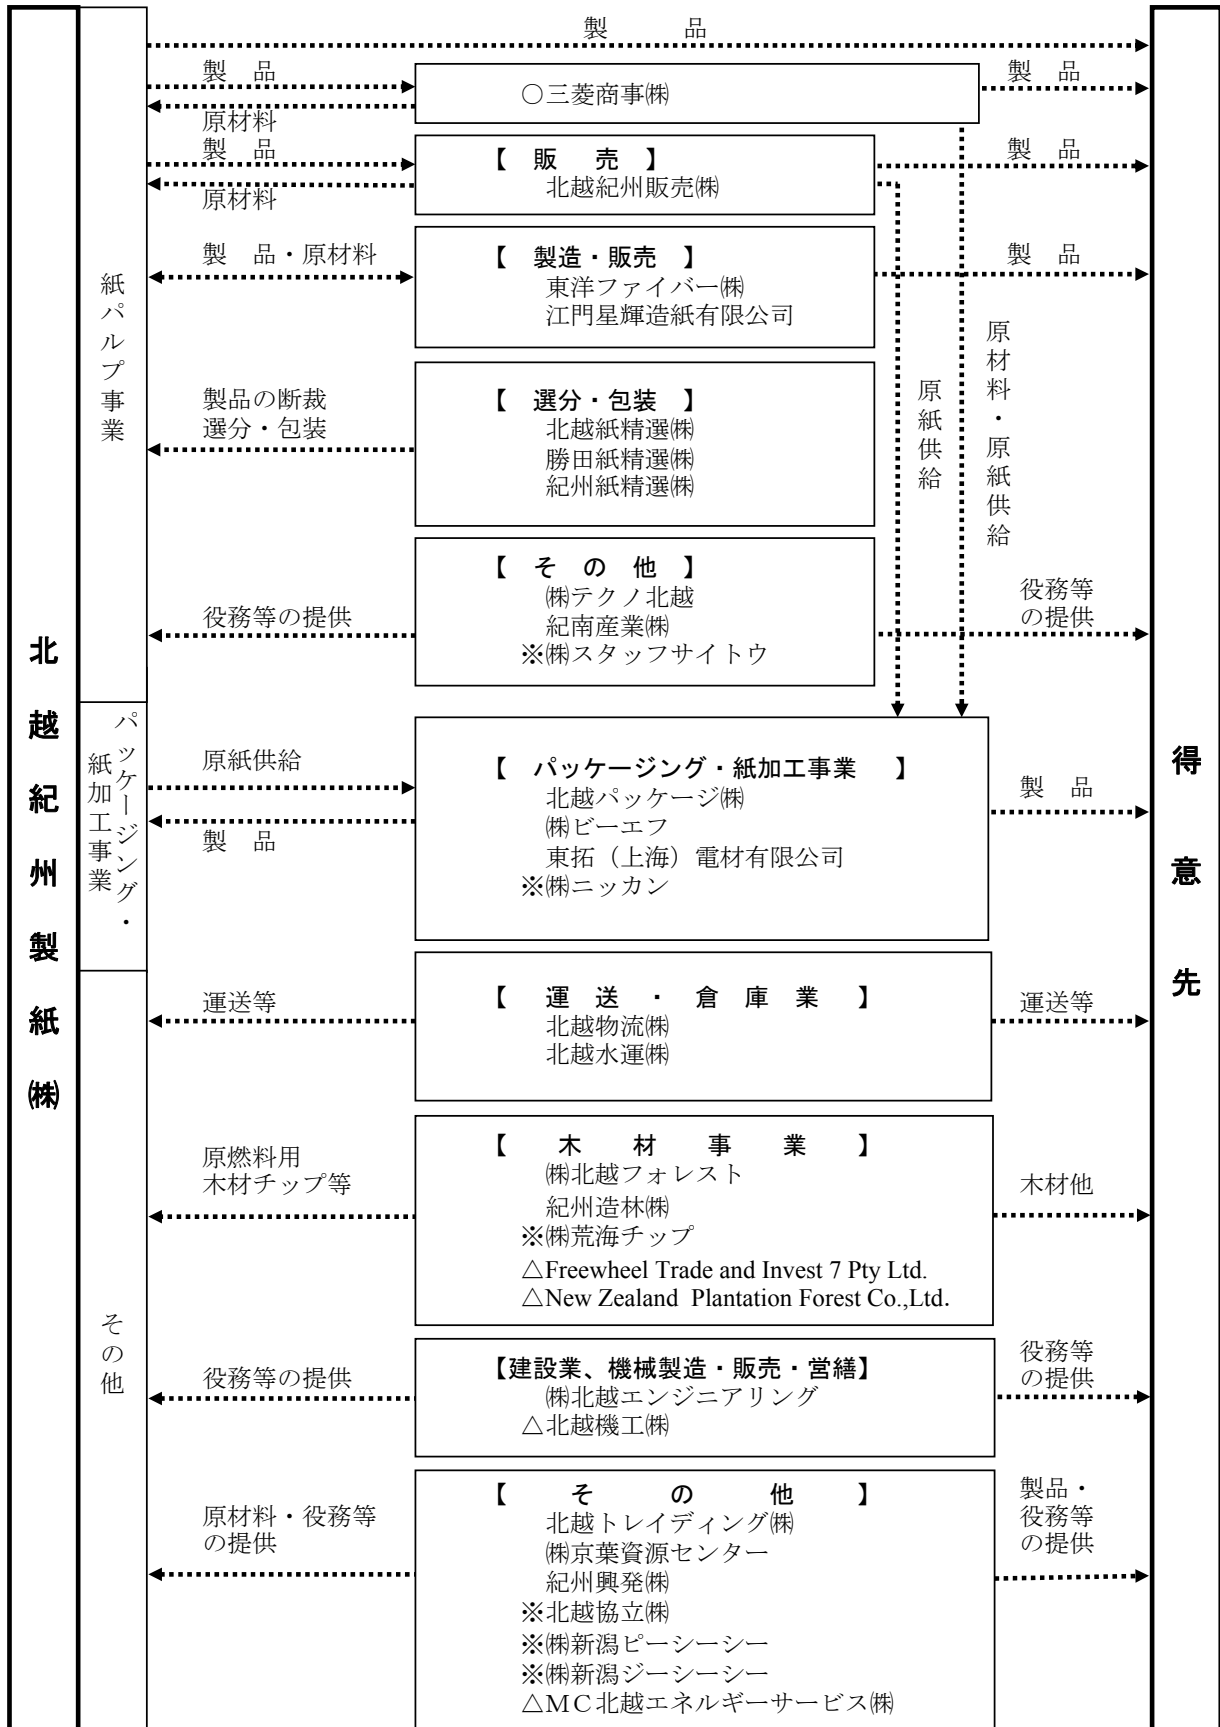 北越紀州製紙㈱
紙パルプ事業
パッケージング・
紙加工事業
その他
製　　品
製　品
原材料
○三菱商事㈱
製　品
製　品
原材料
【　販　売　】
北越紀州販売㈱
製　品
製　品・原材料
【　製造・販売　】
東洋ファイバー㈱
江門星輝造紙有限公司
製　品
原紙供給
原材料・原紙供給
製品の断裁
選分・包装
【　選分・包装　】
北越紙精選㈱
勝田紙精選㈱
紀州紙精選㈱
役務等の提供
【　そ　の　他　】
㈱テクノ北越
紀南産業㈱
※㈱スタッフサイトウ
役務等
の提供
原紙供給
製　品
【　パッケージング・紙加工事業　】
北越パッケージ㈱
㈱ビーエフ
東拓（上海）電材有限公司
※㈱ニッカン
製　品
運送等
【　運　送　・　倉　庫　業　】
北越物流㈱
北越水運㈱
運送等
原燃料用
木材チップ等
【　木　材　事　業　】
㈱北越フォレスト
紀州造林㈱
※㈱荒海チップ
△Freewheel Trade and Invest 7 Pty Ltd.
△New Zealand Plantation Forest Co.,Ltd.
木材他
役務等の提供
【建設業、機械製造・販売・営繕】
㈱北越エンジニアリング
△北越機工㈱
役務等
の提供
原材料・役務等
の提供
【　そ　の　他　】
北越トレイディング㈱
㈱京葉資源センター
紀州興発㈱
※北越協立㈱
※㈱新潟ピーシーシー
※㈱新潟ジーシーシー
△ＭＣ北越エネルギーサービス㈱
製品・
役務等
の提供
得意先